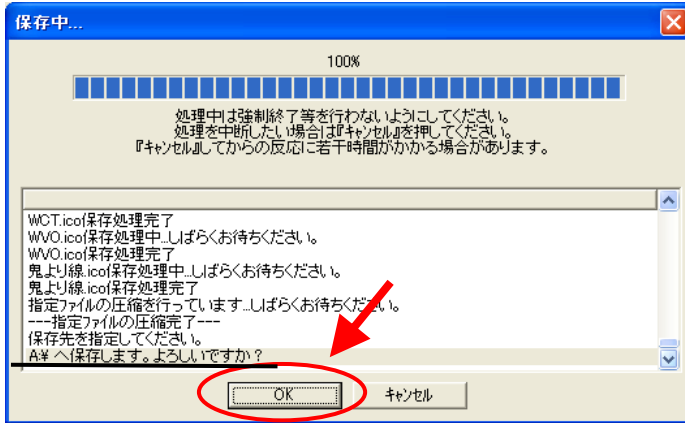 保存中...
100%
処理中は強制終了等を行わないようにしてください。
処理を中断したい場合は『キャンセル』を押してください。
『キャンセル』してからの反応に若干時間がかかる場合があります。
WCT.ico保存処理完了
WVO.ico保存処理中...しばらくお待ちください。
WVO.ico保存処理完了
鬼より線.ico保存処理中...しばらくお待ちください。
鬼より線.ico保存処理完了
指定ファイルの圧縮を行っています...しばらくお待ちください。
---指定ファイルの圧縮完了---
保存先を指定してください。
A:¥ へ保存します。よろしいですか?
OK キャンセル